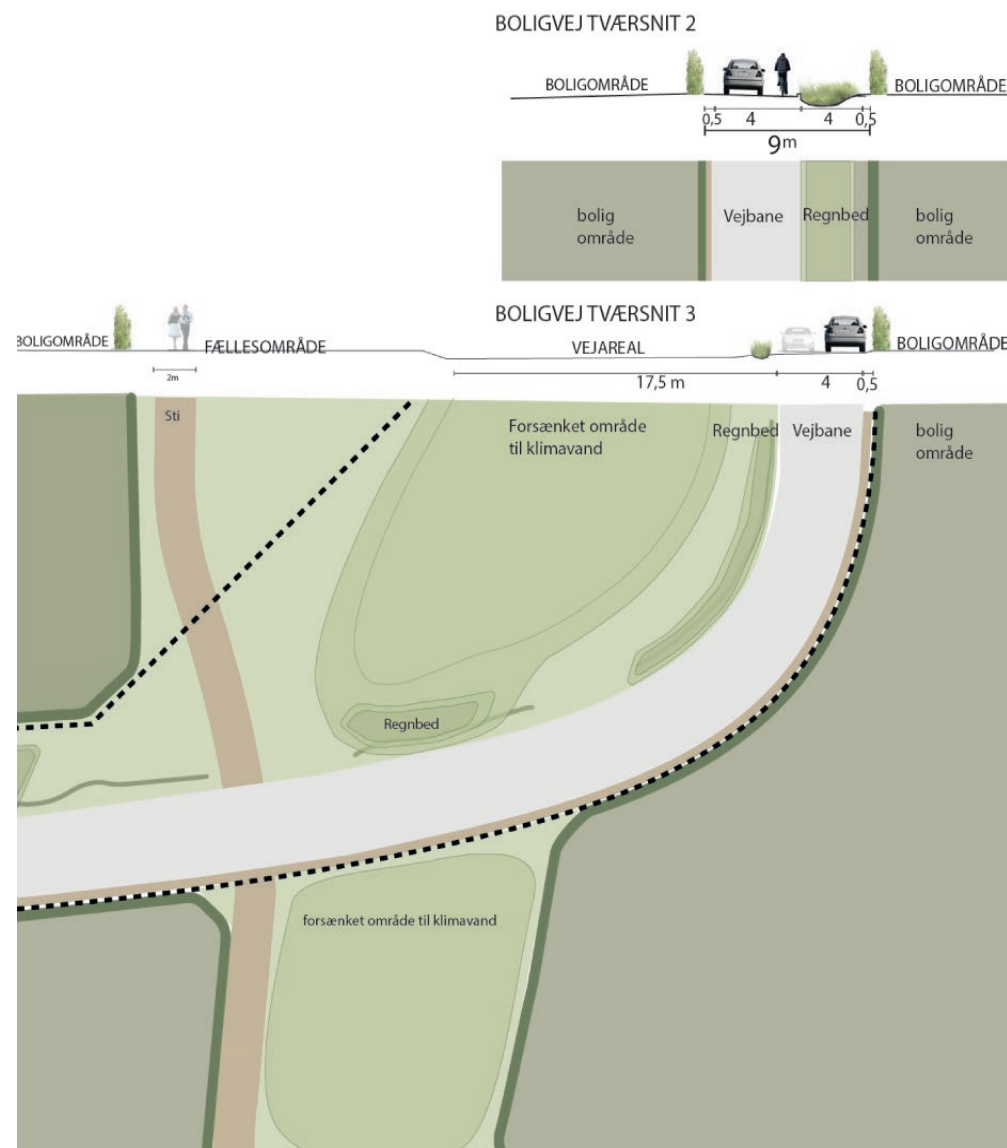 BOLIGVEJ TVÆRSNIT 2
BOLIGOMRÅDE
BOLIGOMRÅDE
0,5 4 4 0,5
9m
bolig
område
Vejbane
Regnbed
bolig
område
BOLIGVEJ TVÆRSNIT 3
BOLIGOMRÅDE
FÆLLESOMRÅDE
VEJAREAL
BOLIGOMRÅDE
2m
17,5 m 4 0,5
Sti
Forsænket område
til klimavand
Regnbed
Vejbane
bolig
område
Regnbed
forsænket område til klimavand